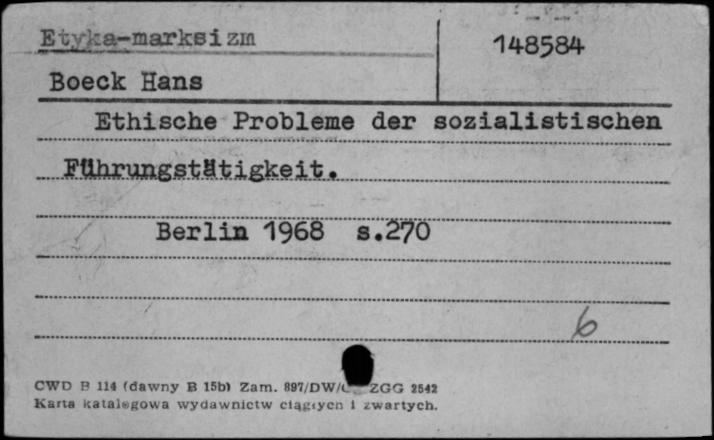 Etyka-marksizm 148584
Boeck Hans
Ethische Probleme der sozialistischen
Führungstätigkeit.
Berlin 1968 s.270
6
CWD B 114 (dawny B 15b) Zam. 897/DW/ ZGG 2542
Karta katalogowa wydawnictw ciągłych i zwartych.